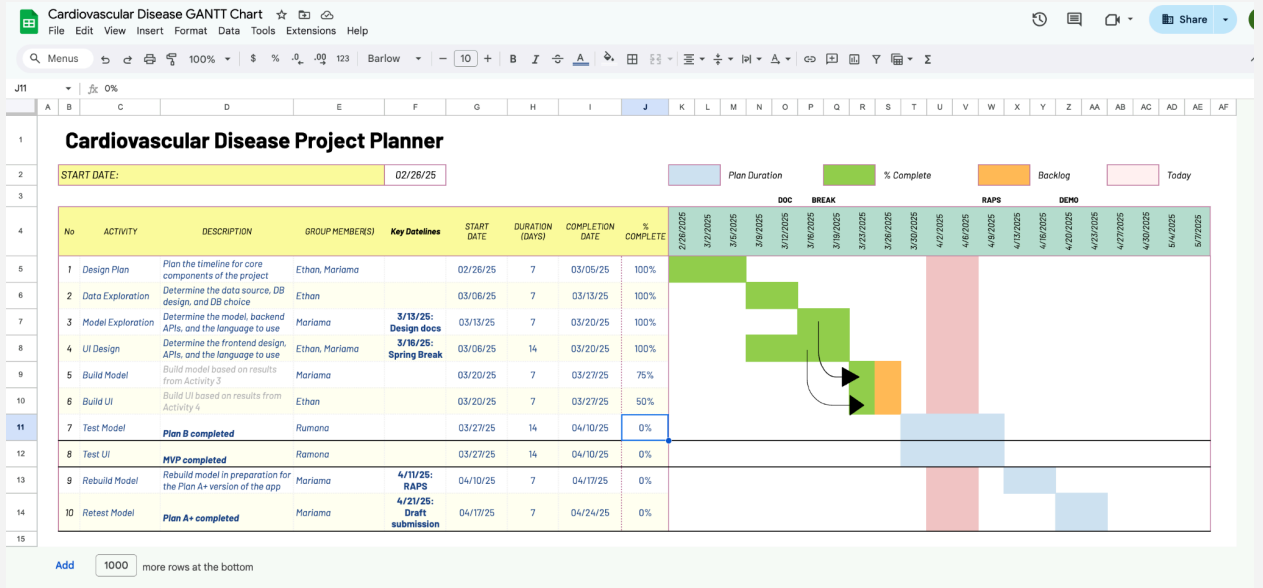 Cardiovascular Disease GANTT Chart
File Edit View Insert Format Data Tools Extensions Help
Share
Menus 100% $ % .0 .00 123 Barlow 10 B I A Σ
J11 fx 0%
A B C D E F G H I J K L M N O P Q R S T U V W X Y Z AA AB AC AD AE AF
1 Cardiovascular Disease Project Planner
2 START DATE: 02/26/25 Plan Duration % Complete Backlog Today
3 DOC BREAK RAPS DEMO
4 No ACTIVITY DESCRIPTION GROUP MEMBER(S) Key Datelines START DATE DURATION (DAYS) COMPLETION DATE % COMPLETE
2/26/2025 3/2/2025 3/5/2025 3/9/2025 3/12/2025 3/16/2025 3/19/2025 3/23/2025 3/26/2025 3/30/2025 4/2/2025 4/6/2025 4/9/2025 4/13/2025 4/16/2025 4/20/2025 4/23/2025 4/27/2025 4/30/2025 5/4/2025 5/7/2025
5 1 Design Plan Plan the timeline for core components of the project Ethan, Mariama 02/26/25 7 03/05/25 100%
6 2 Data Exploration Determine the data source, DB design, and DB choice Ethan 03/06/25 7 03/13/25 100%
7 3 Model Exploration Determine the model, backend APIs, and the language to use Mariama 3/13/25: Design docs 03/13/25 7 03/20/25 100%
8 4 UI Design Determine the frontend design, APIs, and the language to use Ethan, Mariama 3/16/25: Spring Break 03/06/25 14 03/20/25 100%
9 5 Build Model Build model based on results from Activity 3 Mariama 03/20/25 7 03/27/25 75%
10 6 Build UI Build UI based on results from Activity 4 Ethan 03/20/25 7 03/27/25 50%
11 7 Test Model Plan B completed Rumana 03/27/25 14 04/10/25 0%
12 8 Test UI MVP completed Ramona 03/27/25 14 04/10/25 0%
13 9 Rebuild Model Rebuild model in preparation for the Plan A+ version of the app Mariama 4/11/25: RAPS 04/10/25 7 04/17/25 0%
14 10 Retest Model Plan A+ completed Mariama 4/21/25: Draft submission 04/17/25 7 04/24/25 0%
15
Add 1000 more rows at the bottom